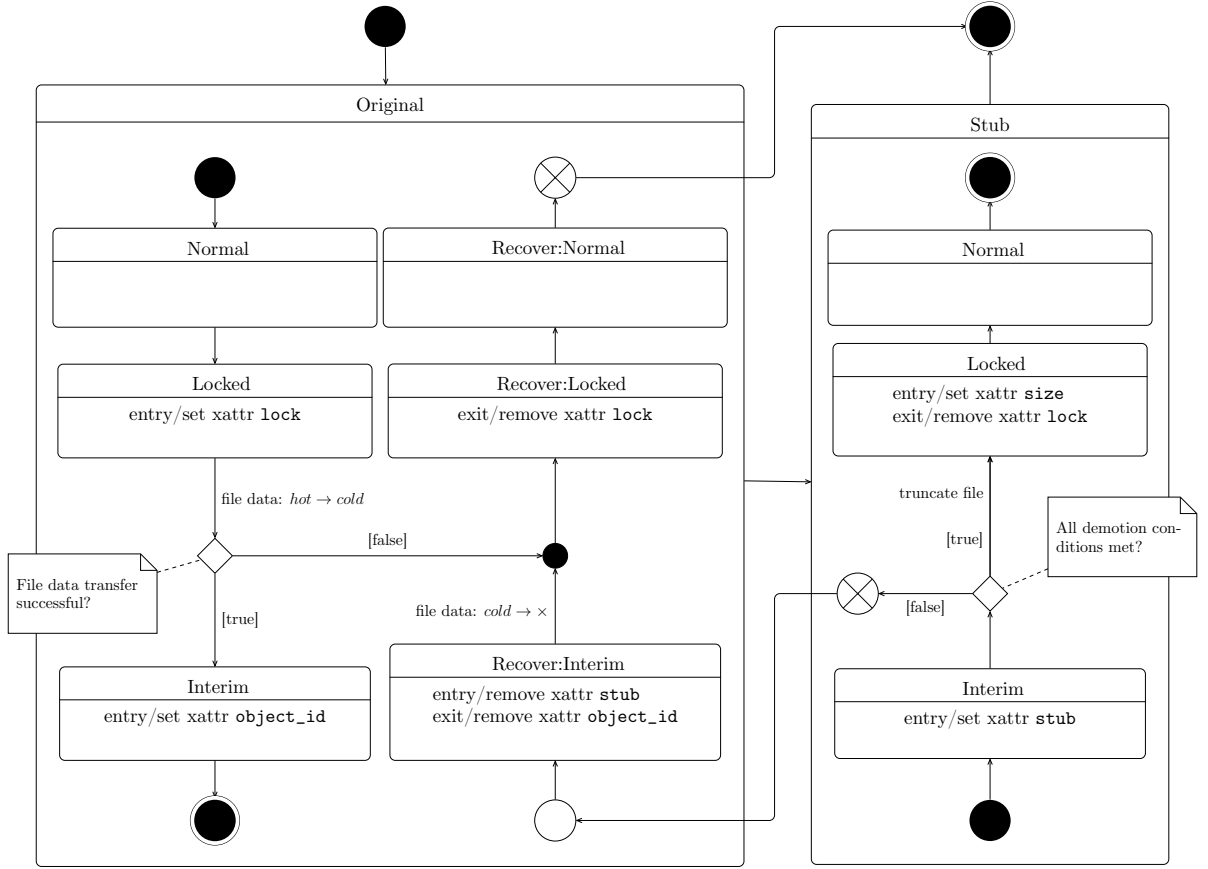 Original
Normal
Locked
entry/set xattr lock
file data: hot → cold
[false]
File data transfer
successful?
[true]
Interim
entry/set xattr object_id
Recover:Normal
Recover:Locked
exit/remove xattr lock
file data: cold → ×
Recover:Interim
entry/remove xattr stub
exit/remove xattr object_id
Stub
Normal
Locked
entry/set xattr size
exit/remove xattr lock
truncate file
[true]
All demotion con-
ditions met?
[false]
Interim
entry/set xattr stub